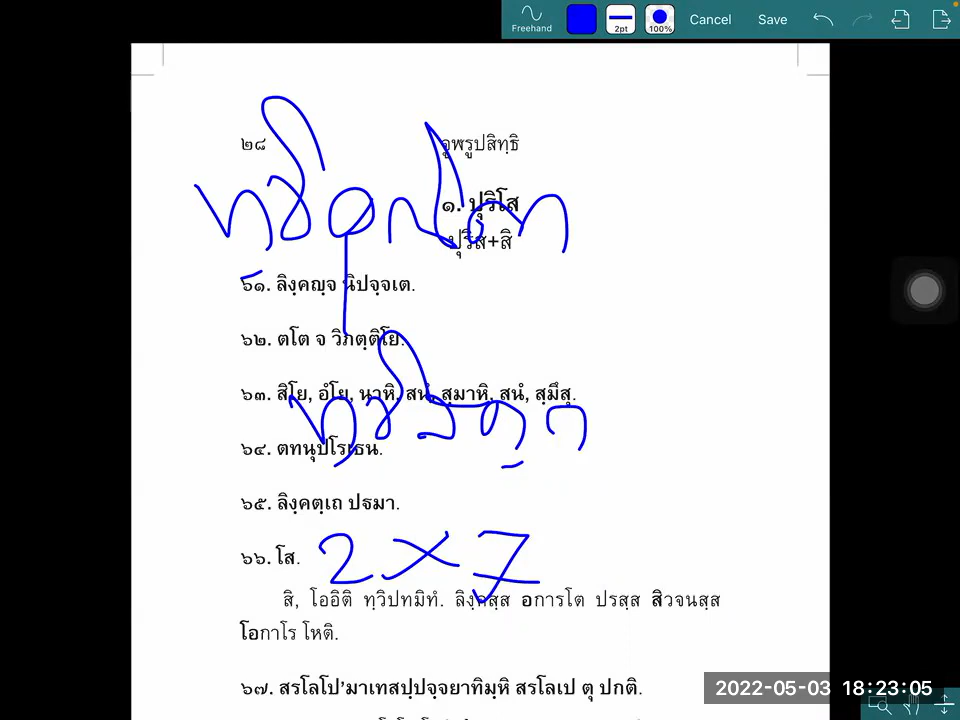 Freehand 2pt 100% Cancel Save
๒๘ จูฬรูปสิทฺธิ
๑. ปุริโส
ปุริส+สิ
๖๑. ลิงฺคญฺจ นิปจฺจเต.
๖๒. ตโต จ วิภตฺติโย.
๖๓. สิโย, อํโย, นาหิ, สนํ, สฺมาหิ, สนํ, สฺมึสุ.
๖๔. ตทนุปโรเธน.
๖๕. ลิงฺคตฺเถ ปฐมา.
๖๖. โส. 2 x 7
สิ, โออิติ ทฺวิปทมิทํ. ลิงฺคสฺส อการโต ปรสฺส สิวจนสฺส
โอกาโร โหติ.
๖๗. สรโลโป’มาเทสปฺปจฺจยาทิมฺหิ สรโลเป ตุ ปกติ.
2022-05-03 18:23:05